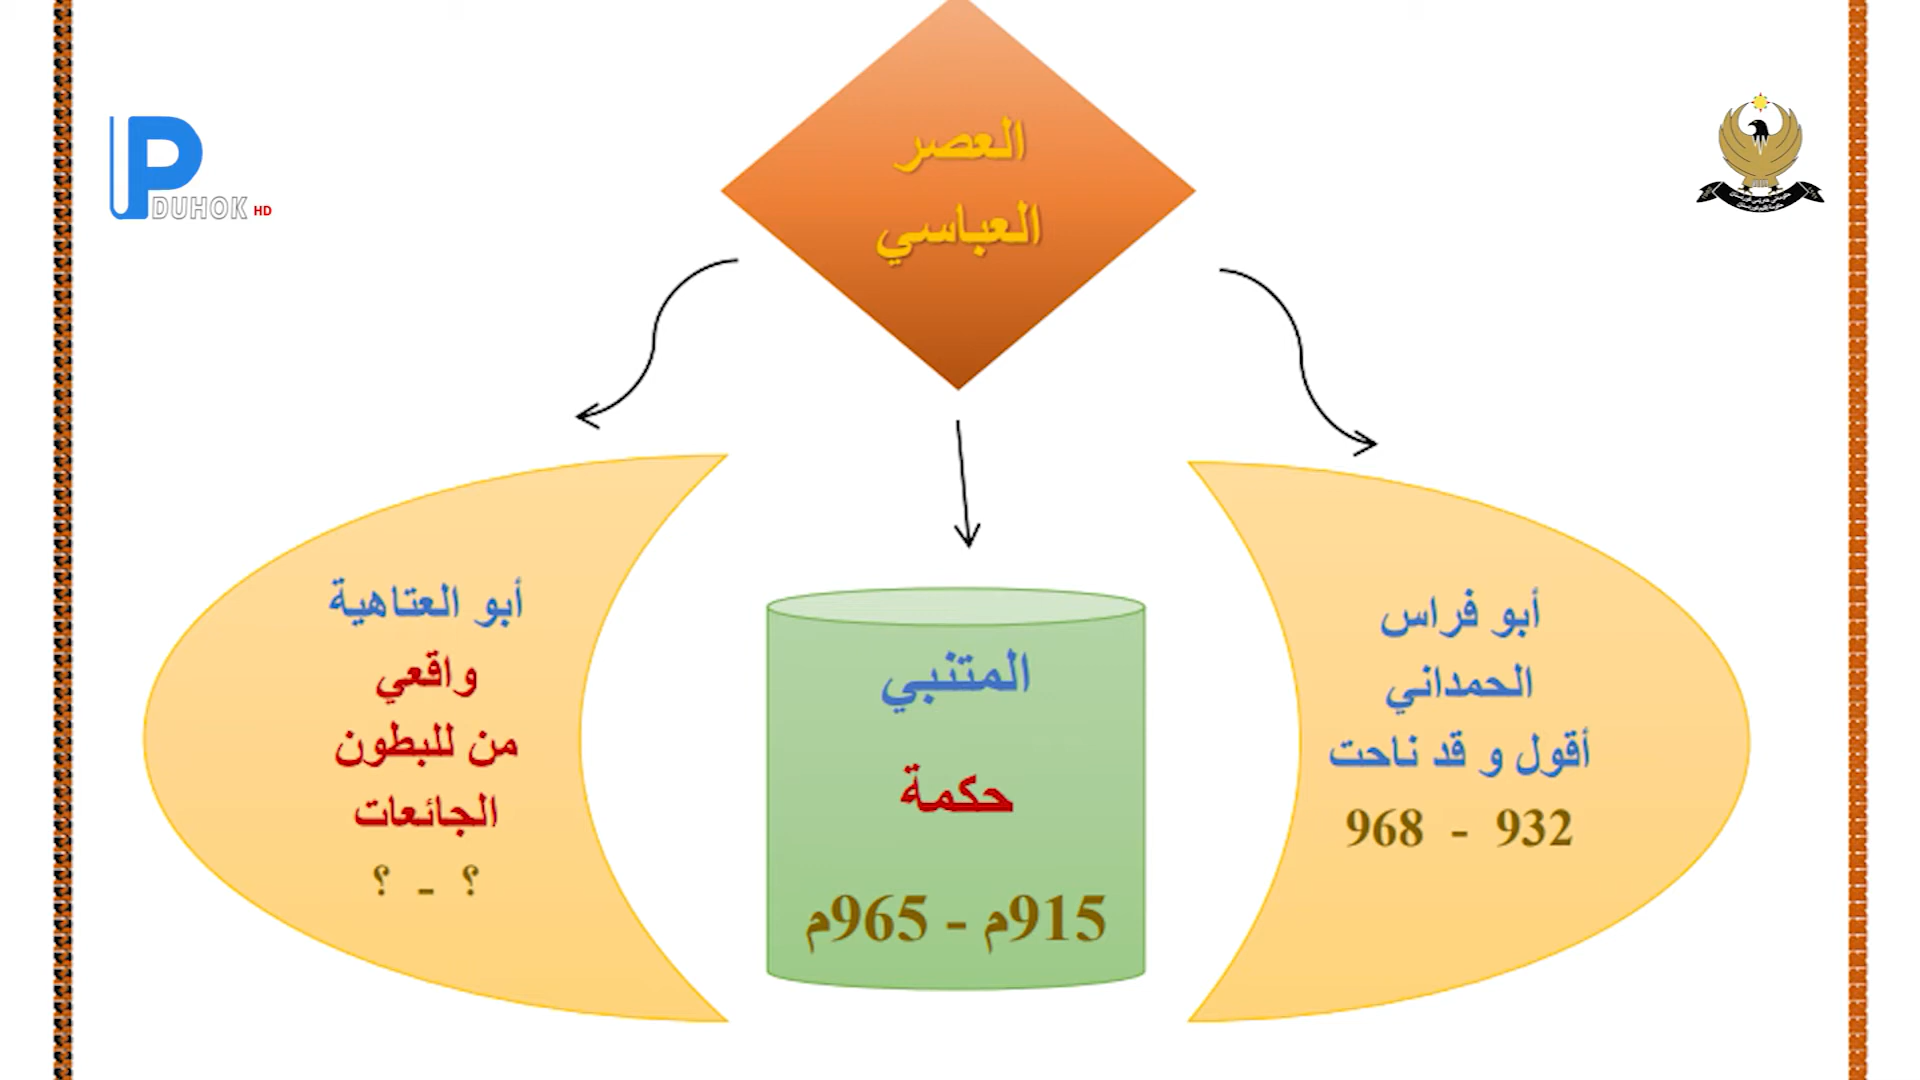 العصر
العباسي
DUHOK HD
أبو فراس
الحمداني
أقول و قد ناحت
932 - 968
المتنبي
حكمة
915م - 965م
أبو العتاهية
واقعي
من للبطون
الجائعات
؟ - ؟